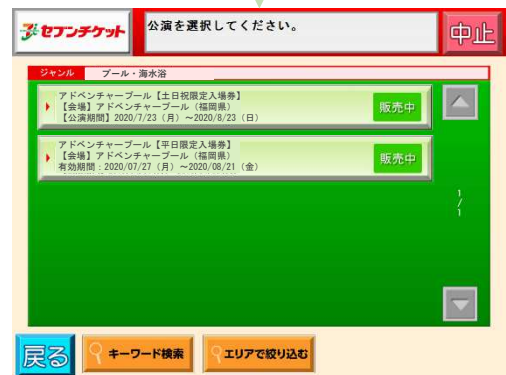 セブンチケット
公演を選択してください。
中止
ジャンル プール・海水浴
アドベンチャープール【土日祝限定入場券】
【会場】アドベンチャープール（福岡県）
【公演期間】2020/7/23（月）～2020/8/23（日）
販売中
アドベンチャープール【平日限定入場券】
【会場】アドベンチャープール（福岡県）
有効期間：2020/07/27（月）～2020/08/21（金）
販売中
1
/
1
戻る
キーワード検索
エリアで絞り込む